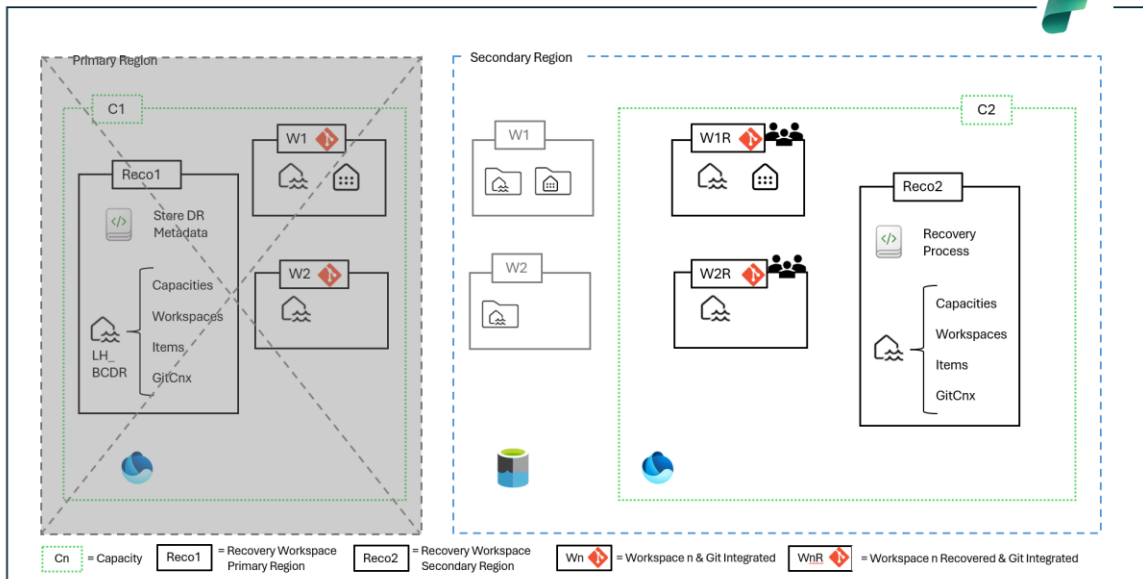 Primary Region
C1
W1
Reco1
Store DR
Metadata
W2
Capacities
Workspaces
Items
GitCnx
LH_
BCDR
Secondary Region
C2
W1
W1R
Reco2
Recovery
Process
W2
W2R
Capacities
Workspaces
Items
GitCnx
Cn = Capacity
Reco1 = Recovery Workspace
Primary Region
Reco2 = Recovery Workspace
Secondary Region
Wn = Workspace n & Git Integrated
WnR = Workspace n Recovered & Git Integrated